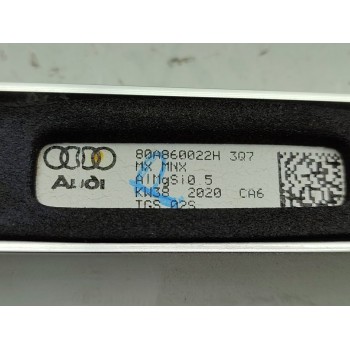 80A860022H 3Q7
MX MNX
AlMgSi0.5
KW38 2020 CA6
TGS 02S
Audi
R